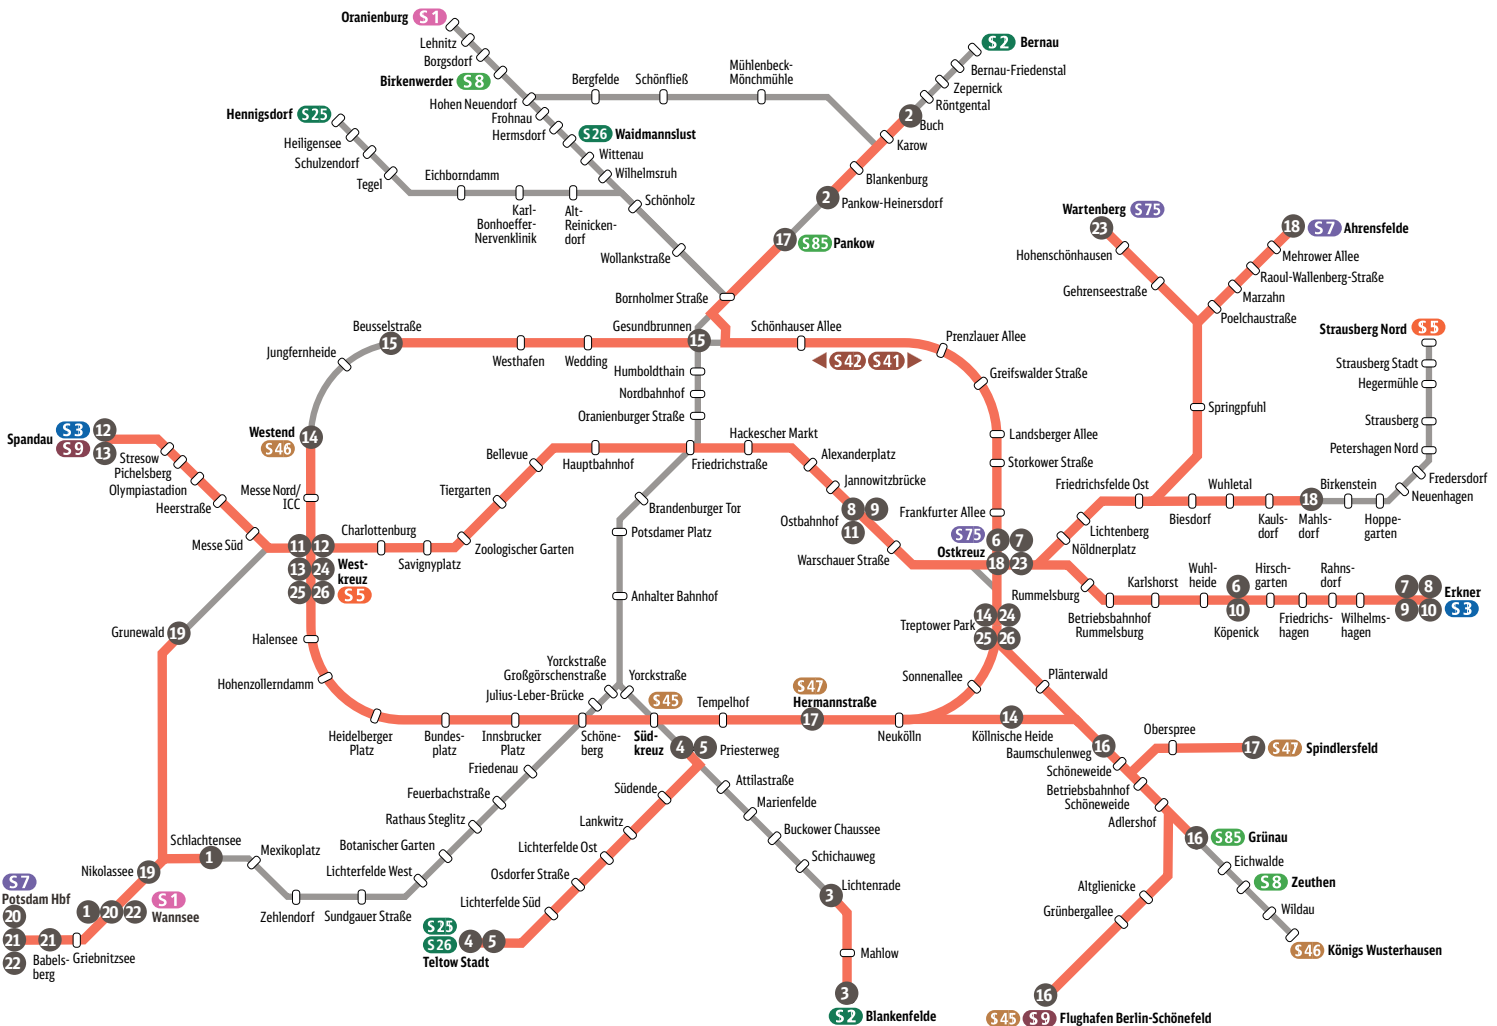 Oranienburg S 1
Lehnitz
Borgsdorf
Birkenwerder S 8
Hohen Neuendorf
Frohnau
Hermsdorf
S26 Waidmannslust
Wittenau
Wilhelmsruh
Schönholz
Wollankstraße
Bornholmer Straße
Bergfelde
Schönfließ
Mühlenbeck-
Mönchmühle
S 2 Bernau
Bernau-Friedenstal
Zepernick
Röntgental
2
Buch
Karow
Blankenburg
2
Pankow-Heinersdorf
17
S85 Pankow
Hennigsdorf S25
Heiligensee
Schulzendorf
Tegel
Eichborndamm
Karl-
Bonhoeffer-
Nervenklinik
Alt-
Reinicken-
dorf
Wartenberg S75
23
Hohenschönhausen
Gehrenseestraße
18 S 7 Ahrensfelde
Mehrower Allee
Raoul-Wallenberg-Straße
Marzahn
Poelchaustraße
Springpfuhl
Strausberg Nord S 5
Strausberg Stadt
Hegermühle
Strausberg
Petershagen Nord
Fredersdorf
Neuenhagen
Hoppe-
garten
Birkenstein
18
Mahls-
dorf
Kauls-
dorf
Wuhletal
Biesdorf
Friedrichsfelde Ost
Lichtenberg
Nöldnerplatz
Beusselstraße
15
Jungfernheide
Westhafen
Wedding
Gesundbrunnen
15
Schönhauser Allee
S42 S41
Prenzlauer Allee
Greifswalder Straße
Landsberger Allee
Storkower Straße
Frankfurter Allee
Humboldthain
Nordbahnhof
Oranienburger Straße
Spandau S 3
S 9
12
13
Stresow
Pichelsberg
Olympiastadion
Heerstraße
Messe Süd
Westend
S46
14
Messe Nord/
ICC
11 12
13 24
25 26
West-
kreuz
S 5
Charlottenburg
Savignyplatz
Zoologischer Garten
Tiergarten
Bellevue
Hauptbahnhof
Friedrichstraße
Hackescher Markt
Alexanderplatz
Jannowitzbrücke
Ostbahnhof
8 9
11
Warschauer Straße
S75
Ostkreuz
6 7
18 23
Rummelsburg
Betriebsbahnhof
Rummelsburg
Karlshorst
Wuhl-
heide
6
10
Köpenick
Hirsch-
garten
Friedrichs-
hagen
Rahns-
dorf
Wilhelms-
hagen
7 8
9 10
Erkner
S 3
Brandenburger Tor
Potsdamer Platz
Anhalter Bahnhof
Yorckstraße
Großgörschenstraße
Yorckstraße
Julius-Leber-Brücke
Grunewald 19
Halensee
Hohenzollerndamm
Heidelberger
Platz
Bundes-
platz
Innsbrucker
Platz
Schöne-
berg
S45
Süd-
kreuz
Tempelhof
S47
Hermannstraße
17
Neukölln
Sonnenallee
Treptower Park
14 24
25 26
Plänterwald
14
Köllnische Heide
Baumschulenweg
16
Schöneweide
Betriebsbahnhof
Schöneweide
Adlershof
Oberspree
17 S47 Spindlersfeld
16
S85 Grünau
Eichwalde
S 8 Zeuthen
Wildau
S46 Königs Wusterhausen
Altglienicke
Grünbergallee
16
S45 S 9 Flughafen Berlin-Schönefeld
4 5
Priesterweg
Attilastraße
Marienfelde
Buckower Chaussee
Schichauweg
3
Lichtenrade
Mahlow
3
S 2 Blankenfelde
Südende
Lankwitz
Lichterfelde Ost
Osdorfer Straße
Lichterfelde Süd
S25
S26
4 5
Teltow Stadt
Friedenau
Feuerbachstraße
Rathaus Steglitz
Botanischer Garten
Lichterfelde West
Sundgauer Straße
Zehlendorf
Mexikoplatz
Schlachtensee
1
Nikolassee 19
1 20 22
S 1
Wannsee
S 7
Potsdam Hbf
20
21
22
21
Babels-
berg
Griebnitzsee